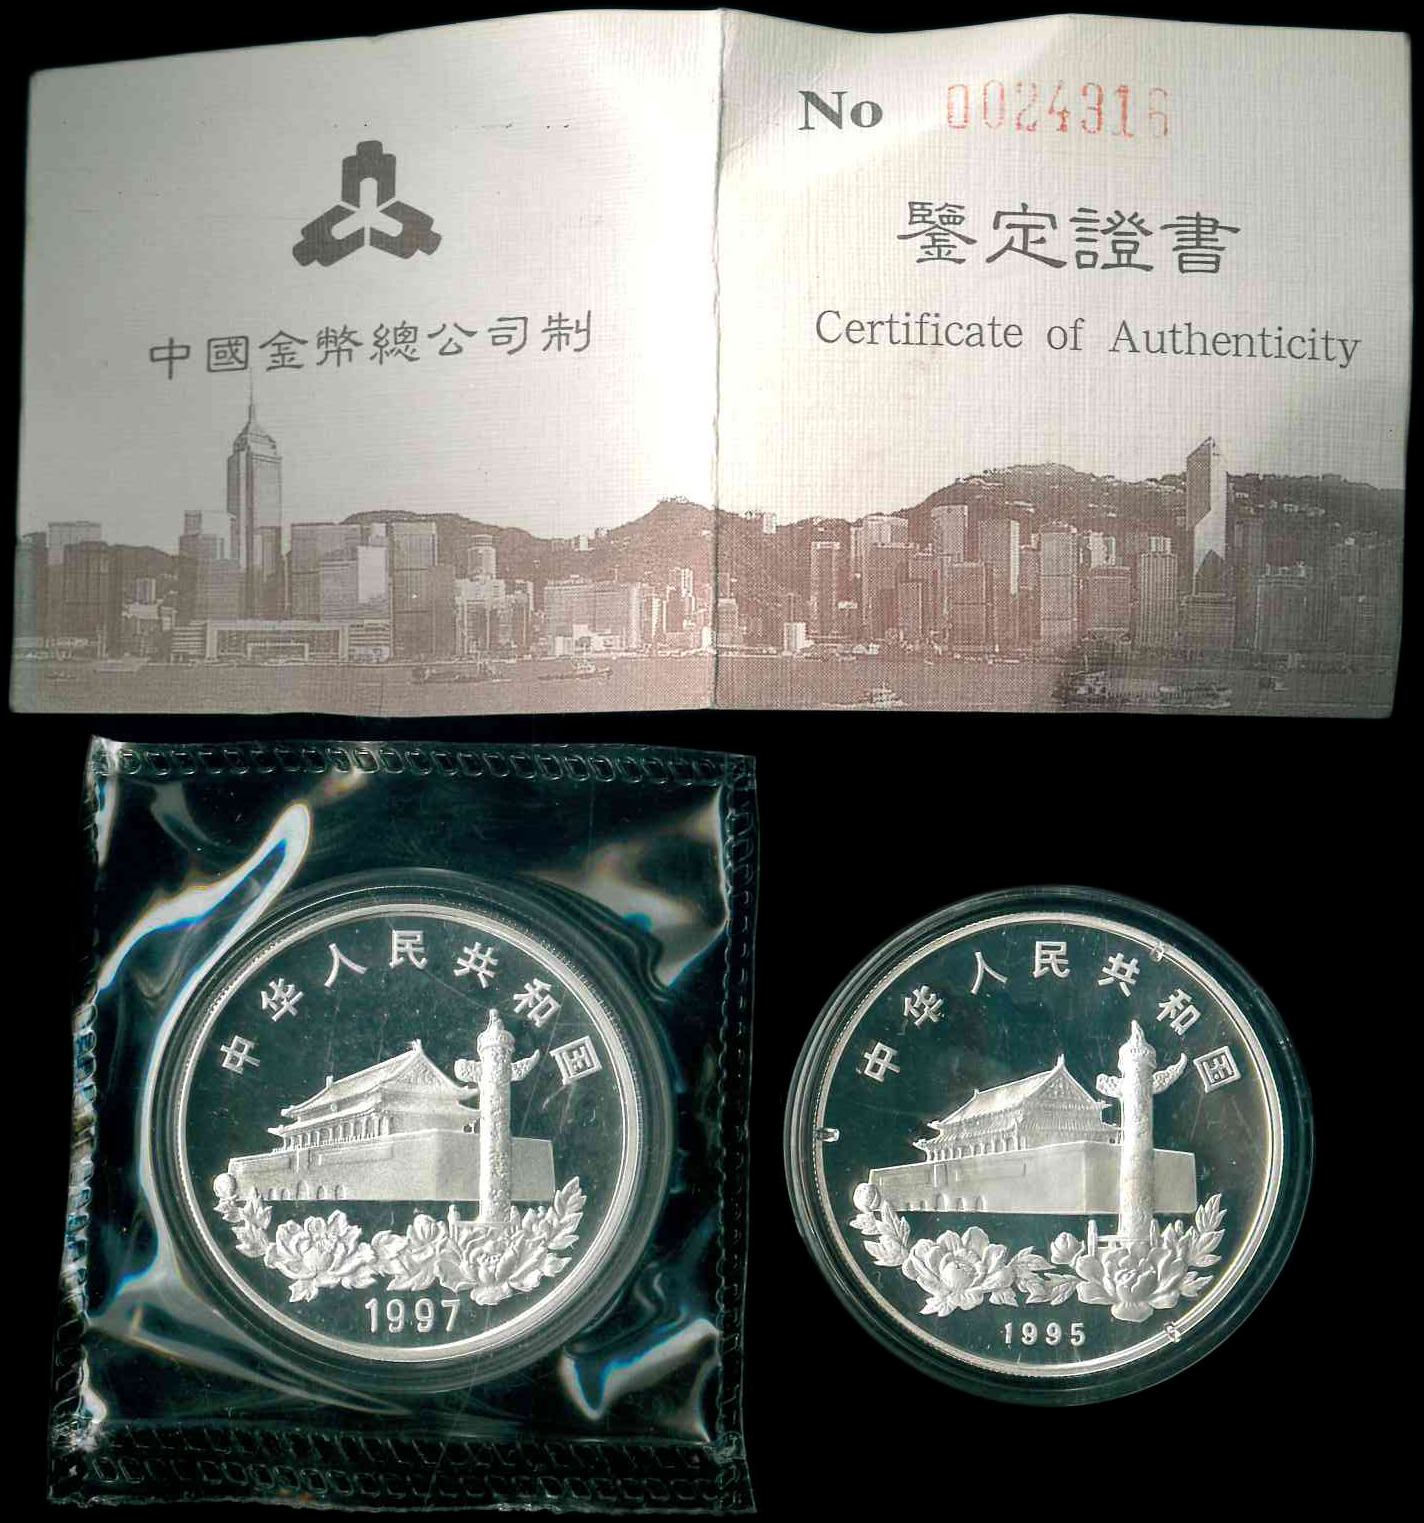 No 0024316
中國金幣總公司制
鑒定證書
Certificate of Authenticity
中华人民共和国
1997
中华人民共和国
1995